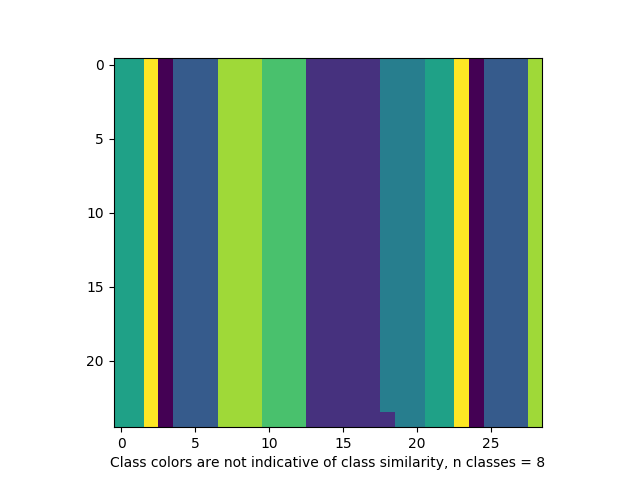 0
5
10
15
20
0 5 10 15 20 25
Class colors are not indicative of class similarity, n classes = 8